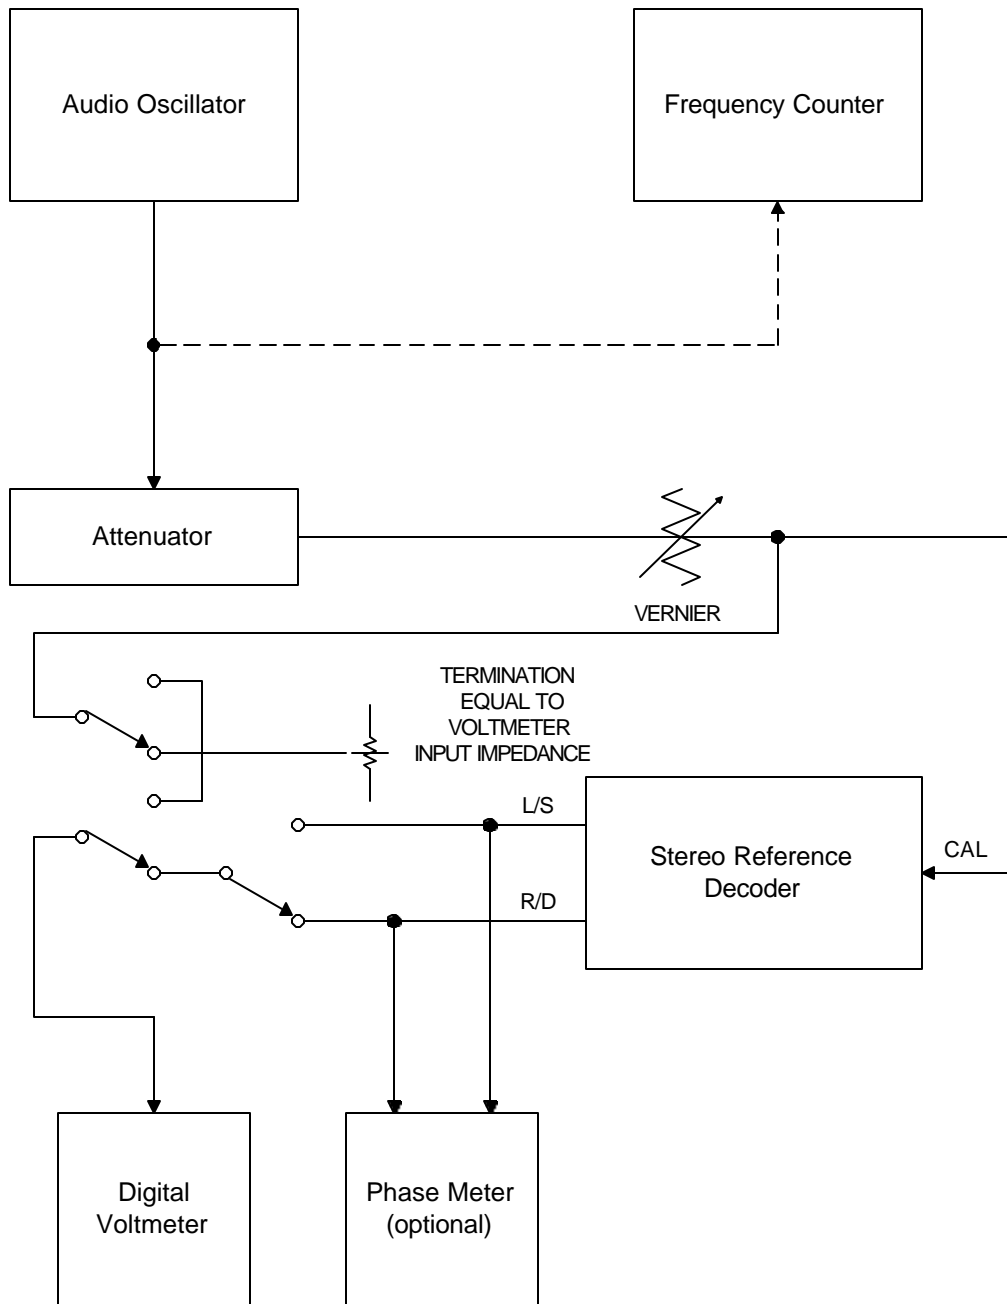 Audio Oscillator
Frequency Counter
Attenuator
VERNIER
TERMINATION
EQUAL TO
VOLTMETER
INPUT IMPEDANCE
L/S
Stereo Reference
Decoder
CAL
R/D
Digital
Voltmeter
Phase Meter
(optional)